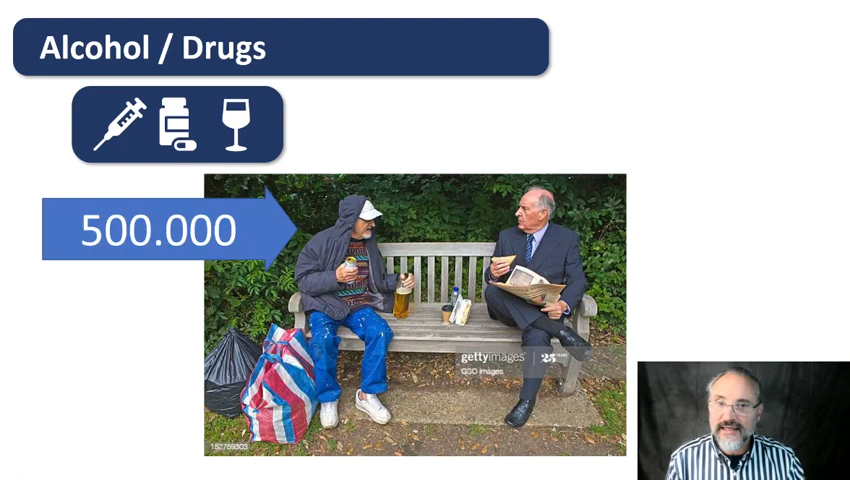 Alcohol / Drugs
500.000
gettyimages®
GSO Images
152759303